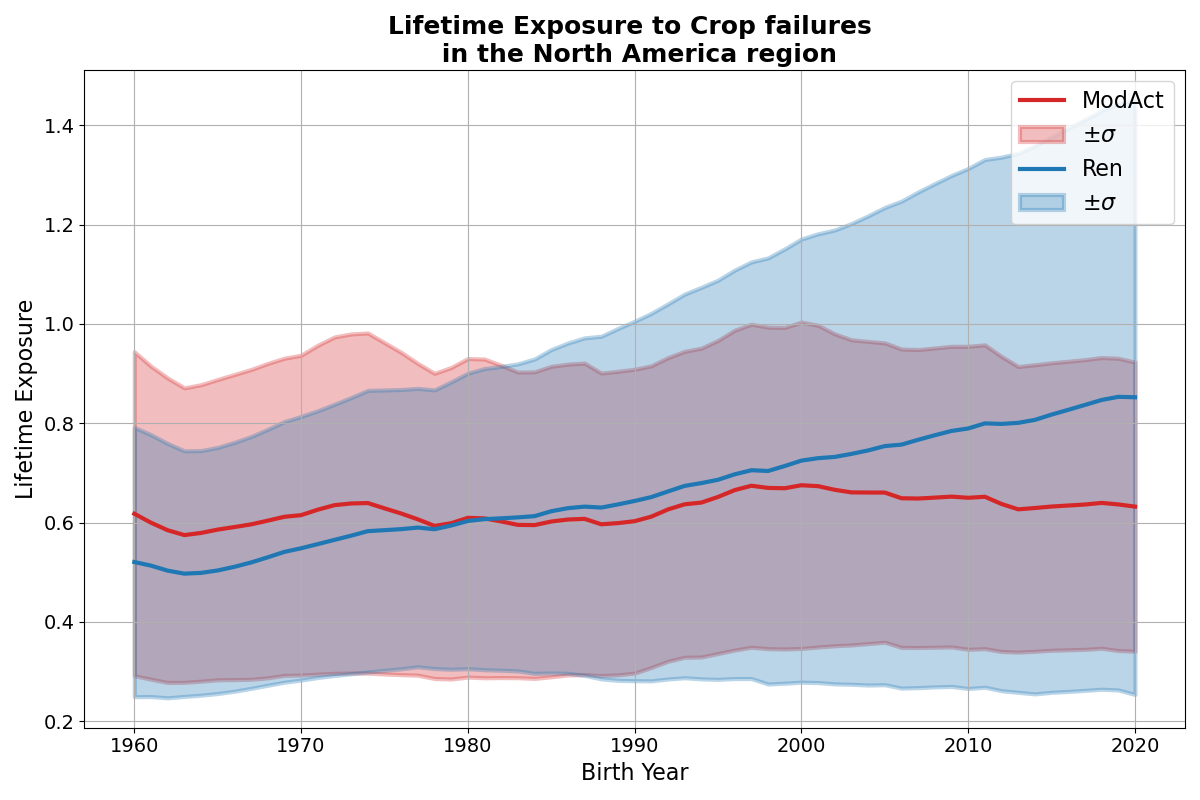 Lifetime Exposure to Crop failures
in the North America region
1.4
1.2
1.0
0.8
0.6
0.4
0.2
Lifetime Exposure
1960
1970
1980
1990
2000
2010
2020
Birth Year
ModAct
±σ
Ren
±σ